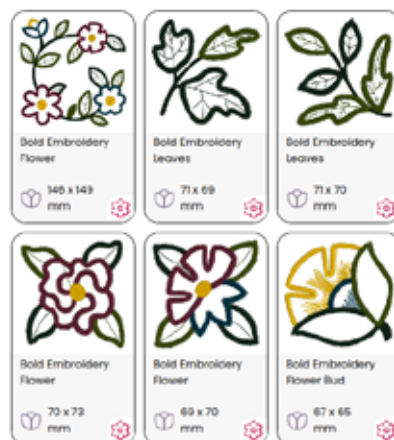 Bold Embroidery
Flower
146 x 149
mm
Bold Embroidery
Leaves
71 x 69
mm
Bold Embroidery
Leaves
71 x 70
mm
Bold Embroidery
Flower
70 x 73
mm
Bold Embroidery
Flower
69 x 70
mm
Bold Embroidery
Flower Bud
67 x 65
mm